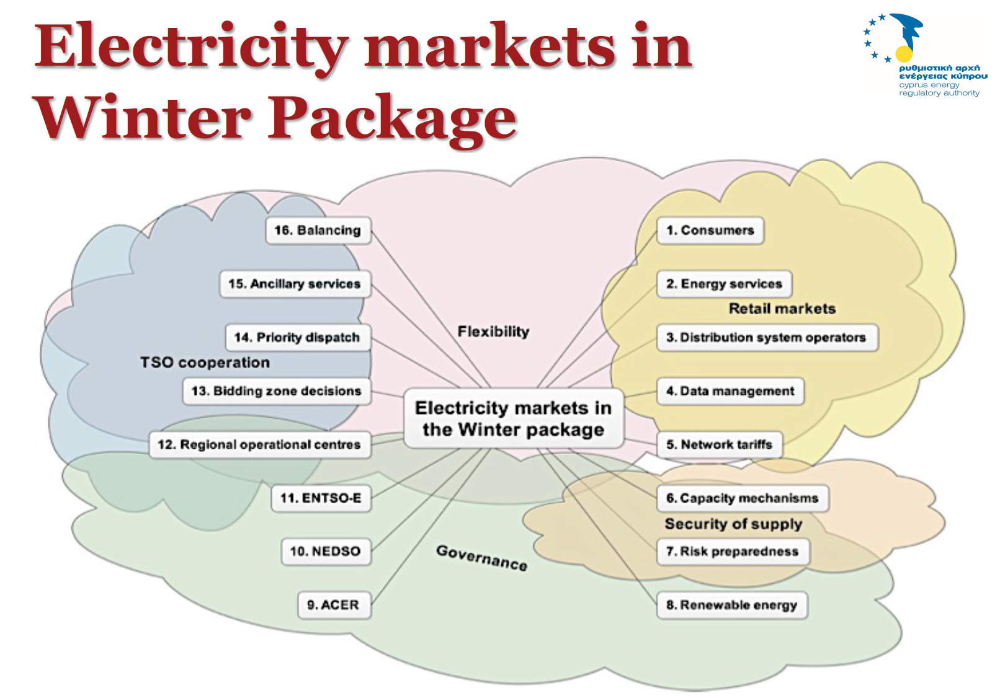 Electricity markets in
Winter Package
ρυθμιστική αρχή
ενέργειας κύπρου
cyprus energy
regulatory authority
16. Balancing
15. Ancillary services
14. Priority dispatch
TSO cooperation
13. Bidding zone decisions
12. Regional operational centres
11. ENTSO-E
10. NEDSO
9. ACER
Flexibility
Electricity markets in
the Winter package
Governance
1. Consumers
2. Energy services
Retail markets
3. Distribution system operators
4. Data management
5. Network tariffs
6. Capacity mechanisms
Security of supply
7. Risk preparedness
8. Renewable energy